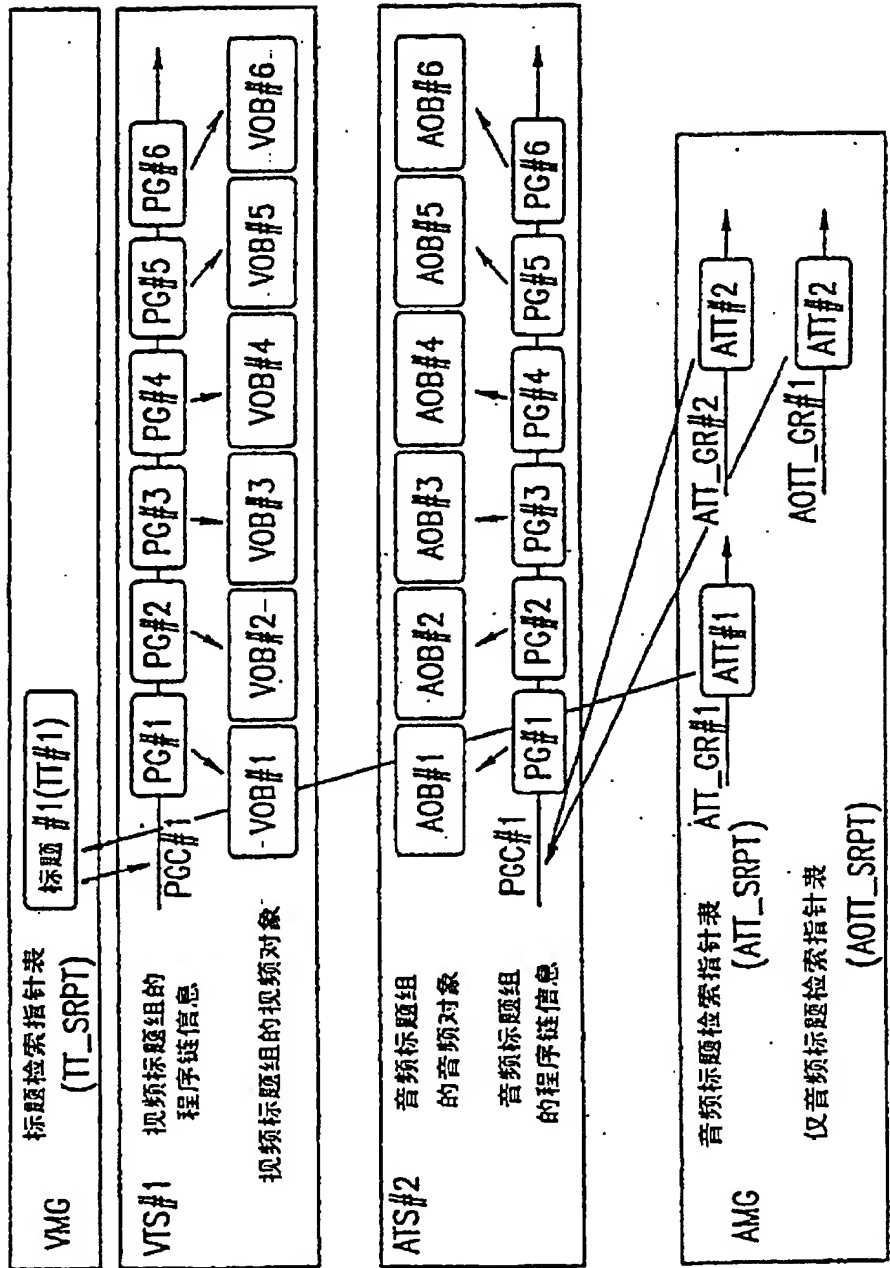 VMG
标题检索指针表
(TT_SRPT)
标题 #1(TT#1)
VTS#1
视频标题组的
程序链信息
PGC#1
PG#1
PG#2
PG#3
PG#4
PG#5
PG#6
视频标题组的视频对象
VOB#1
VOB#2
VOB#3
VOB#4
VOB#5
VOB#6
ATS#2
音频标题组
的音频对象
AOB#1
AOB#2
AOB#3
AOB#4
AOB#5
AOB#6
音频标题组
的程序链信息
PGC#1
PG#1
PG#2
PG#3
PG#4
PG#5
PG#6
AMG
音频标题检索指针表
(ATT_SRPT)
ATT_GR#1
ATT#1
ATT_GR#2
ATT#2
仅音频标题检索指针表
(AOTT_SRPT)
AOTT_GR#1
ATT#2